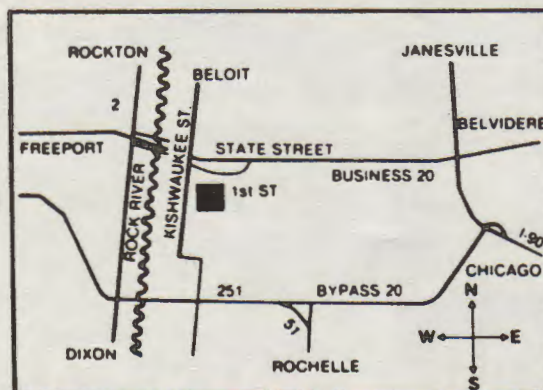 ROCKTON
JANESVILLE
BELOIT
2
BELVIDERE
FREEPORT
STATE STREET
BUSINESS 20
ROCK RIVER
KISHWAUKEE ST.
1st ST
I-90
CHICAGO
251
BYPASS 20
51
N
W E
S
DIXON
ROCHELLE